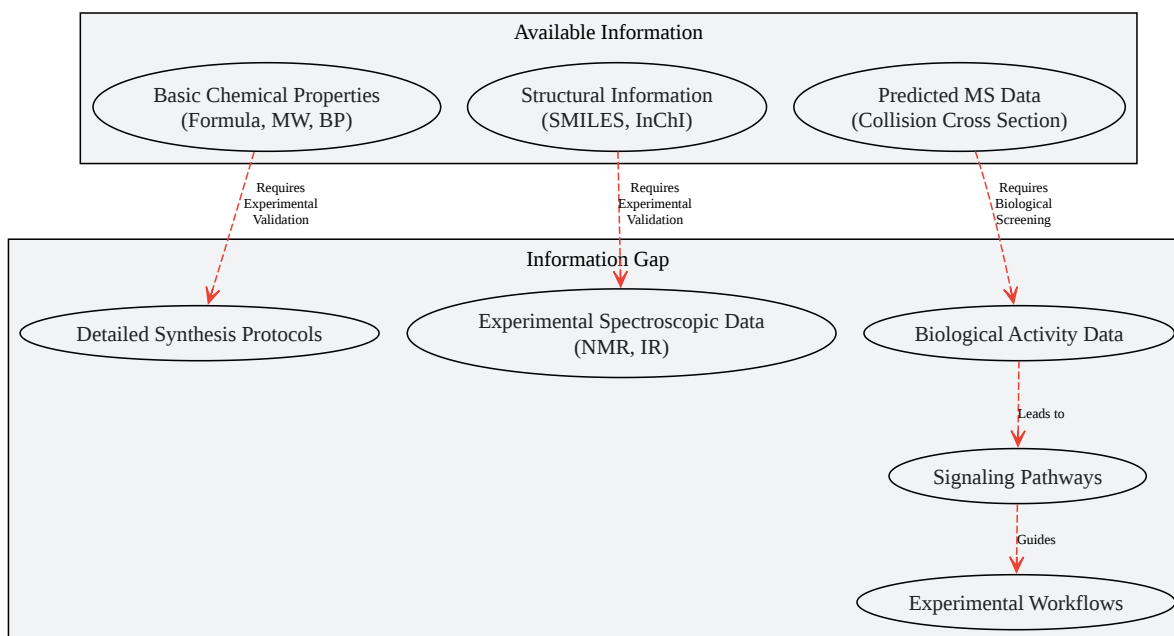 Available Information
Basic Chemical Properties
(Formula, MW, BP)
Structural Information
(SMILES, InChI)
Predicted MS Data
(Collision Cross Section)
Requires
Experimental
Validation
Requires
Experimental
Validation
Requires
Biological
Screening
Information Gap
Detailed Synthesis Protocols
Experimental Spectroscopic Data
(NMR, IR)
Biological Activity Data
Leads to
Signaling Pathways
Guides
Experimental Workflows